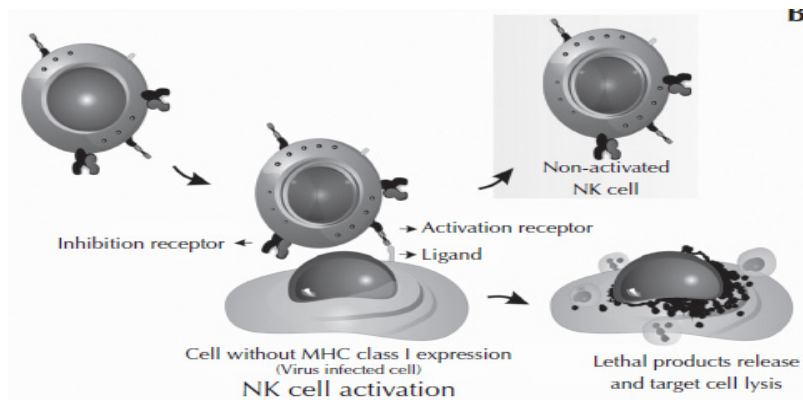 B
Non-activated
NK cell
Inhibition receptor
Activation receptor
Ligand
Cell without MHC class I expression
(Virus infected cell)
NK cell activation
Lethal products release
and target cell lysis